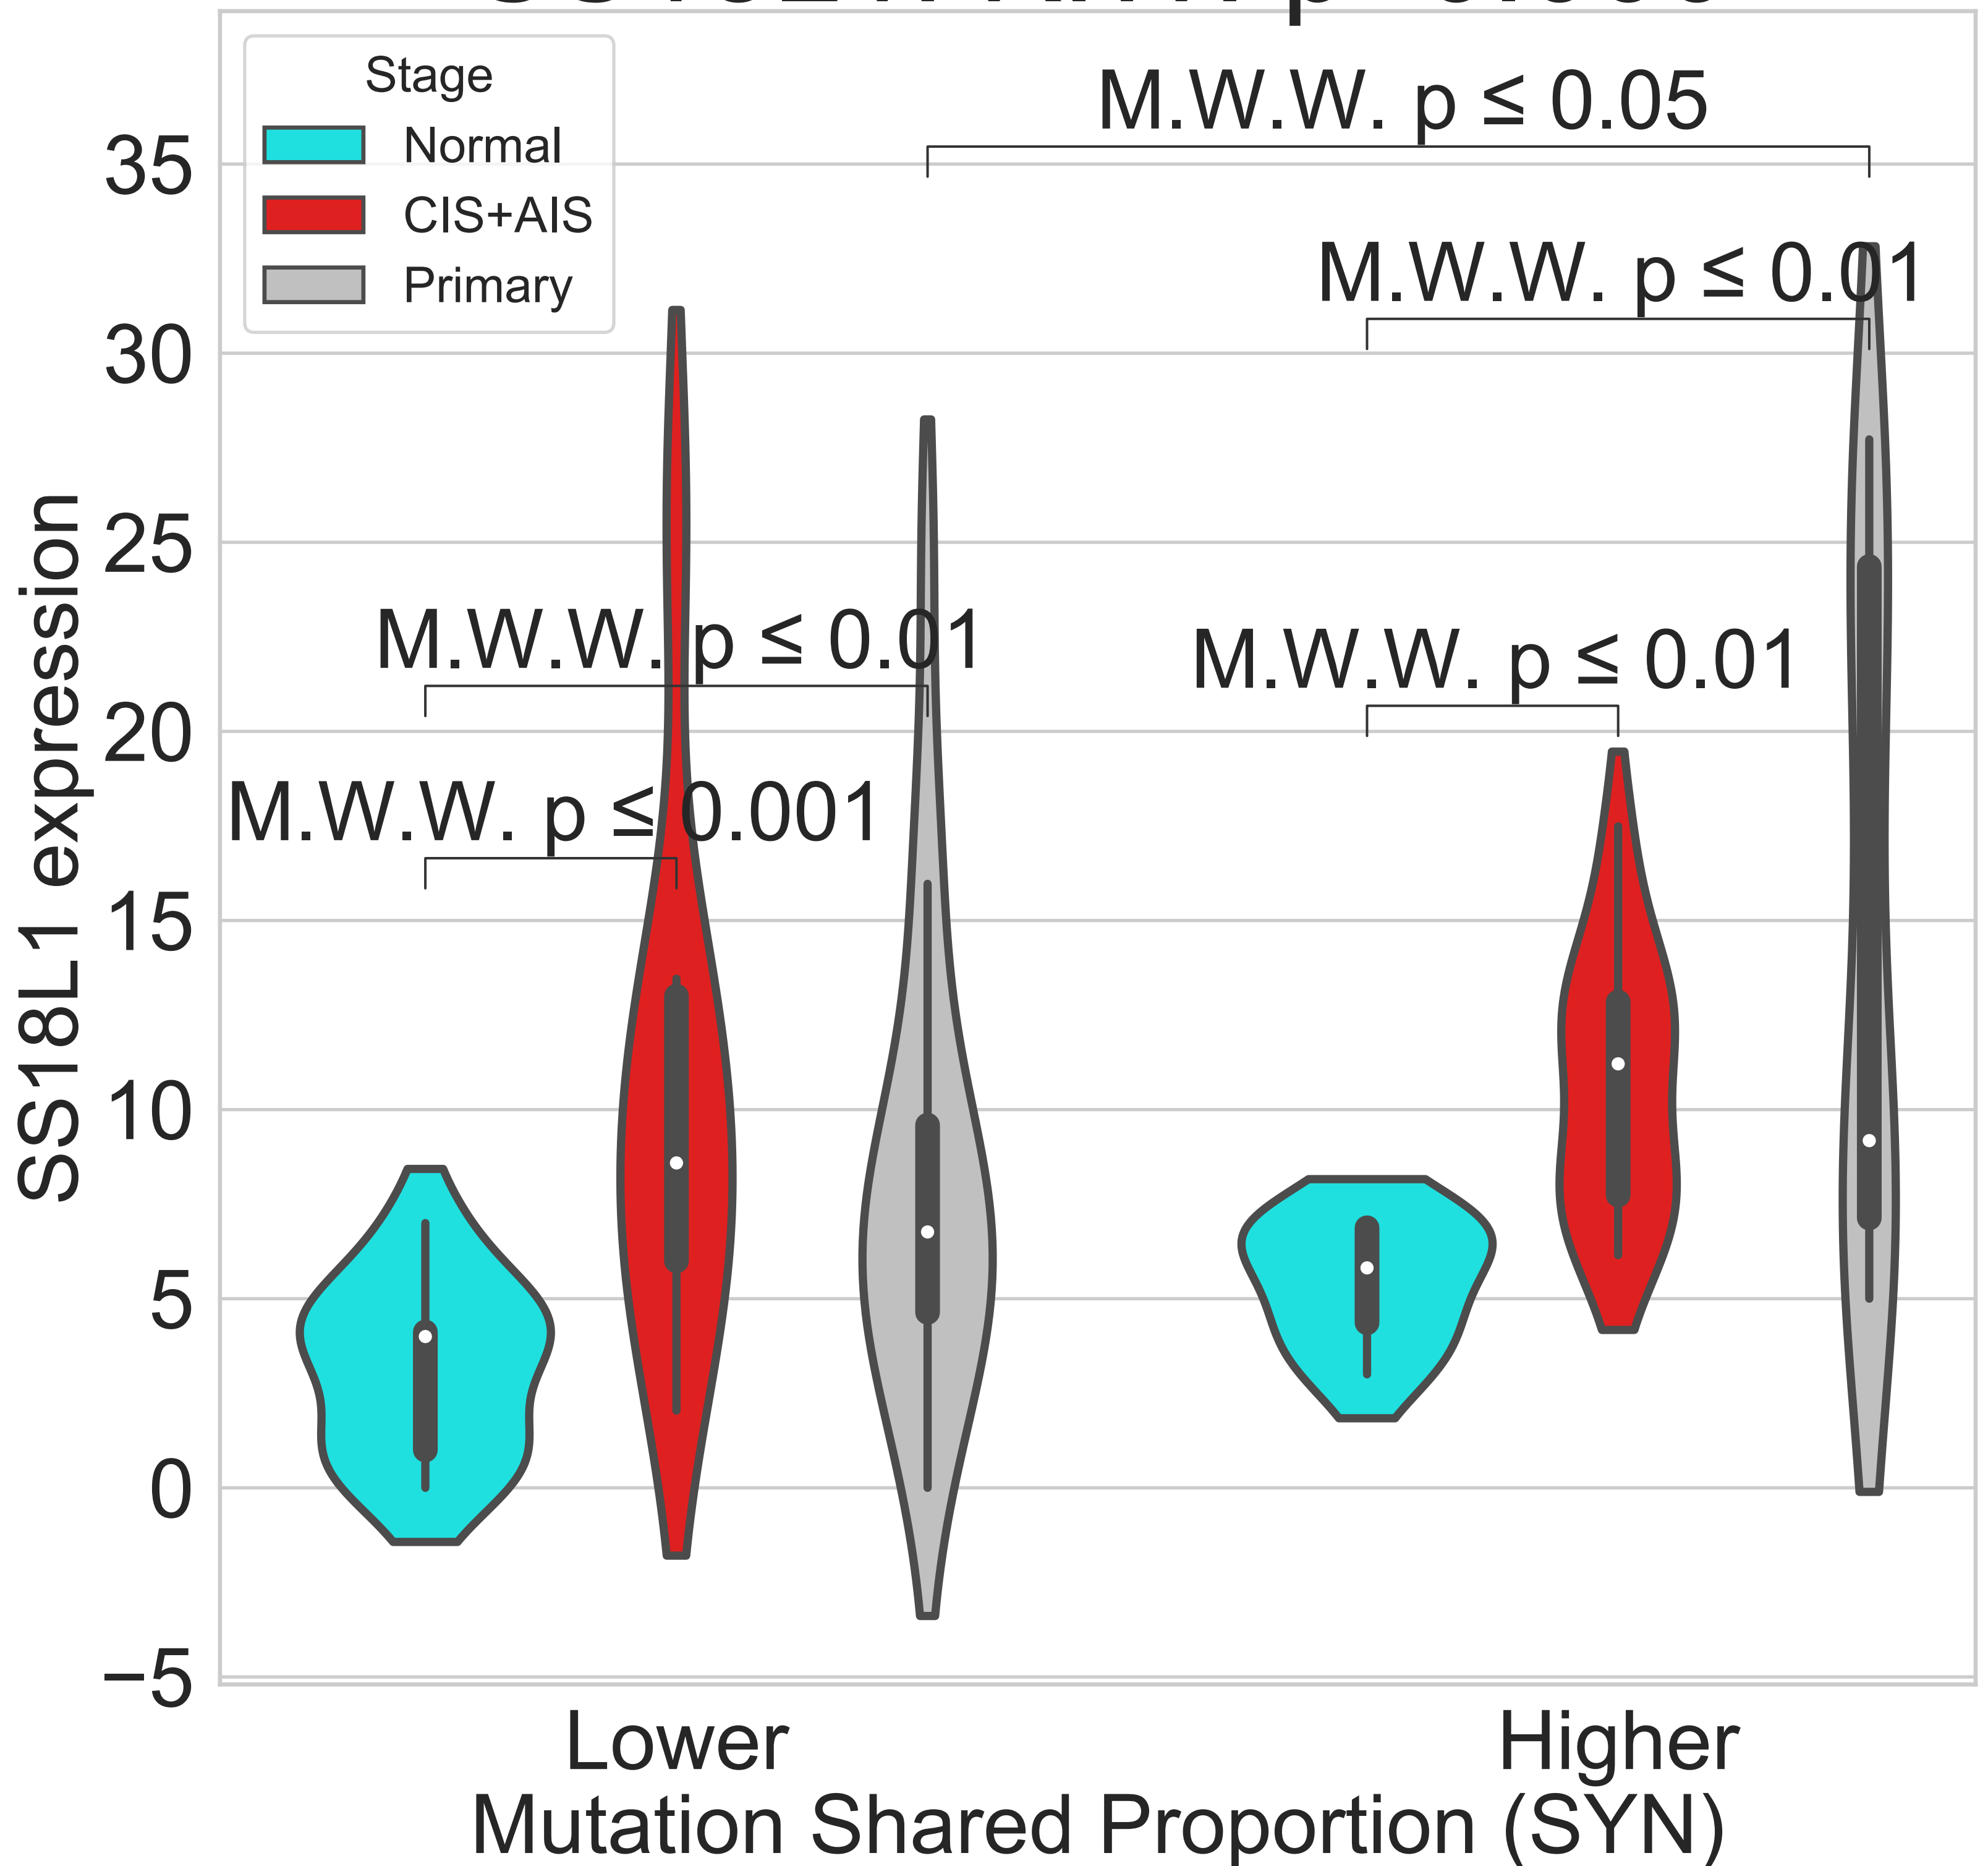 Stage
Normal
CIS+AIS
Primary
M.W.W. p ≤ 0.05
M.W.W. p ≤ 0.01
M.W.W. p ≤ 0.01
M.W.W. p ≤ 0.01
M.W.W. p ≤ 0.001
35
30
25
20
15
10
5
0
−5
SS18L1 expression
Lower
Higher
Mutation Shared Proportion (SYN)